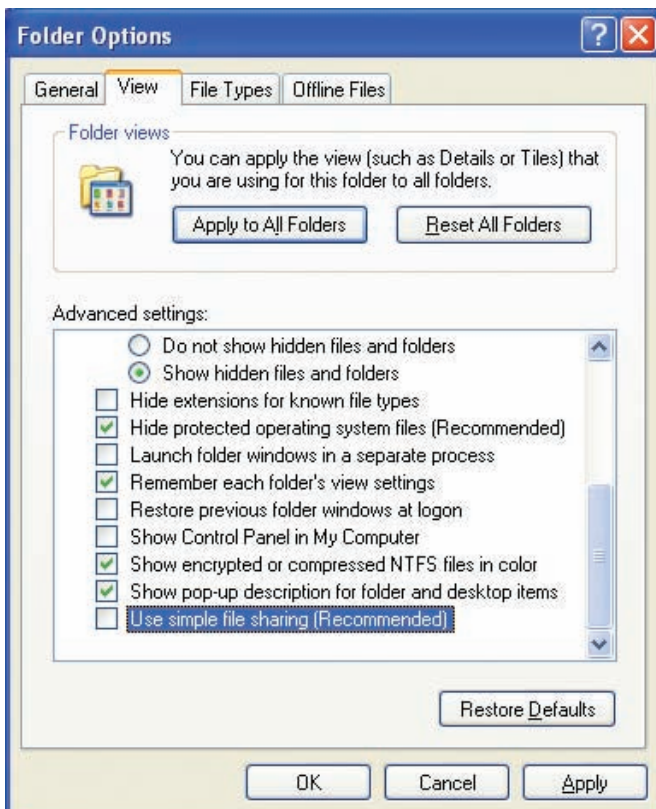 Folder Options
General View File Types Offline Files
Folder views
You can apply the view (such as Details or Tiles) that
you are using for this folder to all folders.
Apply to All Folders Reset All Folders
Advanced settings:
Do not show hidden files and folders
Show hidden files and folders
Hide extensions for known file types
Hide protected operating system files (Recommended)
Launch folder windows in a separate process
Remember each folder's view settings
Restore previous folder windows at logon
Show Control Panel in My Computer
Show encrypted or compressed NTFS files in color
Show pop-up description for folder and desktop items
Use simple file sharing (Recommended)
Restore Defaults
OK Cancel Apply